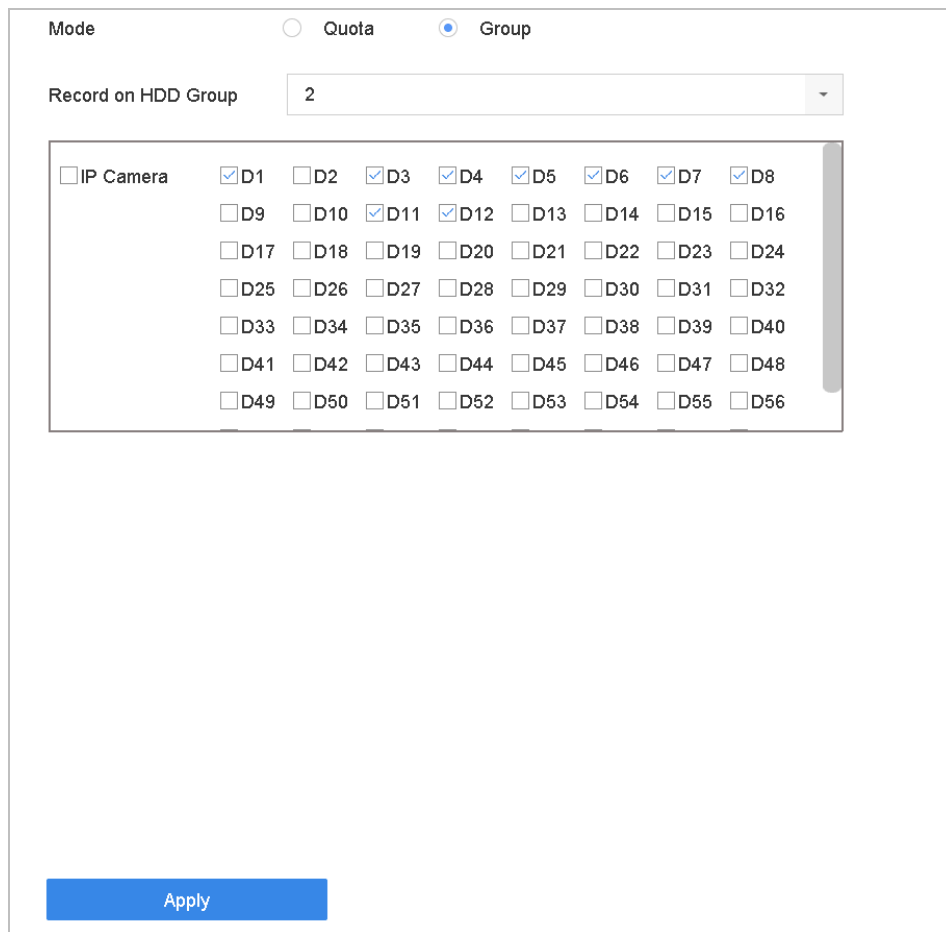 Mode Quota Group
Record on HDD Group 2
IP Camera D1 D2 D3 D4 D5 D6 D7 D8
D9 D10 D11 D12 D13 D14 D15 D16
D17 D18 D19 D20 D21 D22 D23 D24
D25 D26 D27 D28 D29 D30 D31 D32
D33 D34 D35 D36 D37 D38 D39 D40
D41 D42 D43 D44 D45 D46 D47 D48
D49 D50 D51 D52 D53 D54 D55 D56
Apply